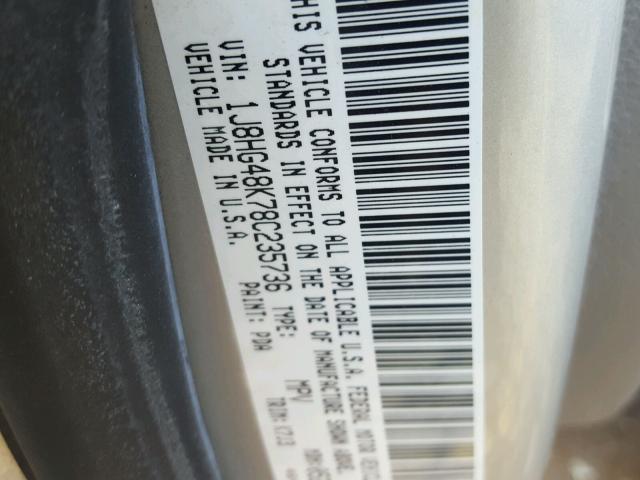 THIS VEHICLE CONFORMS TO ALL APPLICABLE U.S.A. FEDERAL MOTOR
STANDARDS IN EFFECT ON THE DATE OF MANUFACTURE SHOWN ABOVE.
VIN: 1J8HG48K78C235736 TYPE: MPV
VEHICLE MADE IN U.S.A. PAINT: PDA TRIM: